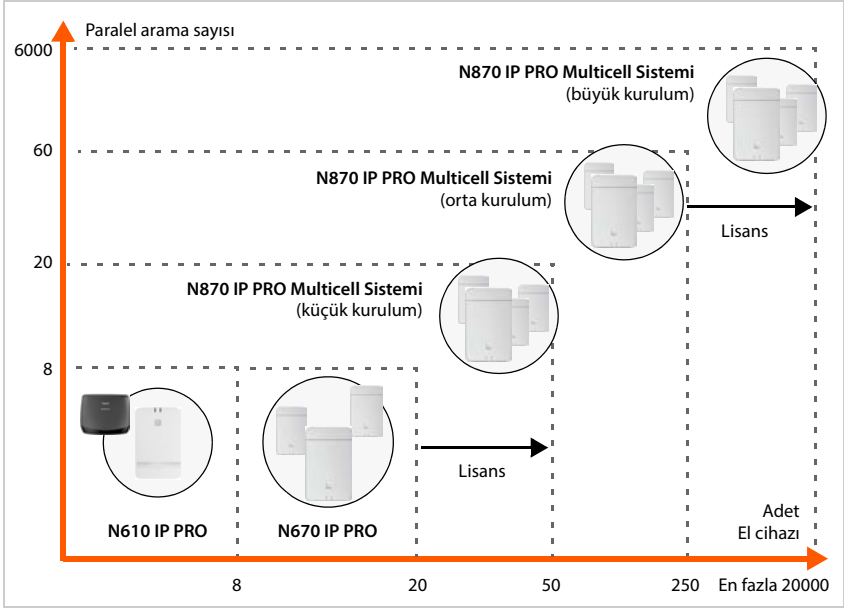 Paralel arama sayısı
6000
N870 IP PRO Multicell Sistemi
(büyük kurulum)
60
N870 IP PRO Multicell Sistemi
(orta kurulum)
Lisans
20
N870 IP PRO Multicell Sistemi
(küçük kurulum)
8
Lisans
N610 IP PRO
N670 IP PRO
Adet
El cihazı
8
20
50
250
En fazla 20000